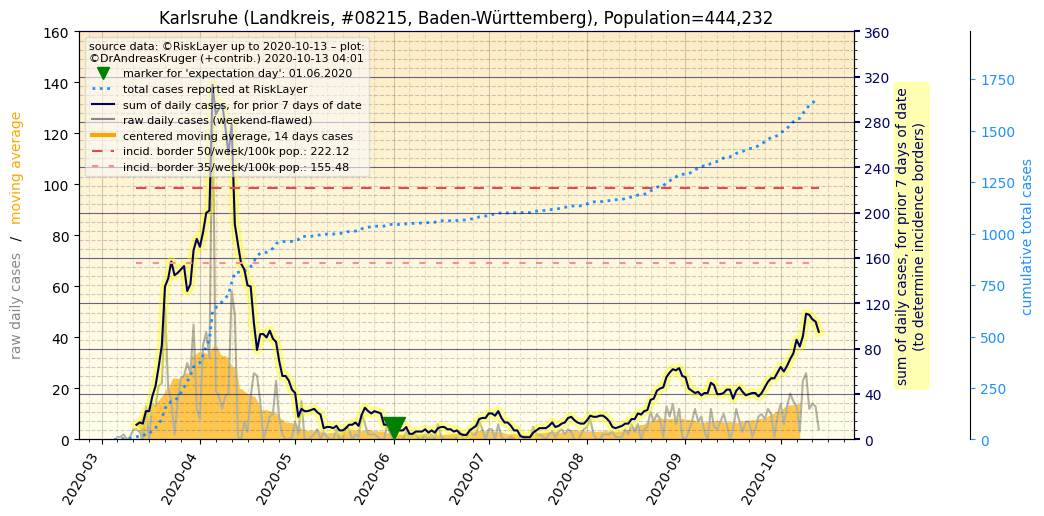 Karlsruhe (Landkreis, #08215, Baden-Württemberg), Population=444,232
source data: ©RiskLayer up to 2020-10-13 – plot:
©DrAndreasKruger (+contrib.) 2020-10-13 04:01
marker for 'expectation day': 01.06.2020
total cases reported at RiskLayer
sum of daily cases, for prior 7 days of date
raw daily cases (weekend-flawed)
centered moving average, 14 days cases
incid. border 50/week/100k pop.: 222.12
incid. border 35/week/100k pop.: 155.48
raw daily cases / moving average
160
140
120
100
80
60
40
20
0
2020-03
2020-04
2020-05
2020-06
2020-07
2020-08
2020-09
2020-10
360
320
280
240
200
160
120
80
40
0
sum of daily cases, for prior 7 days of date
(to determine incidence borders)
1750
1500
1250
1000
750
500
250
0
cumulative total cases